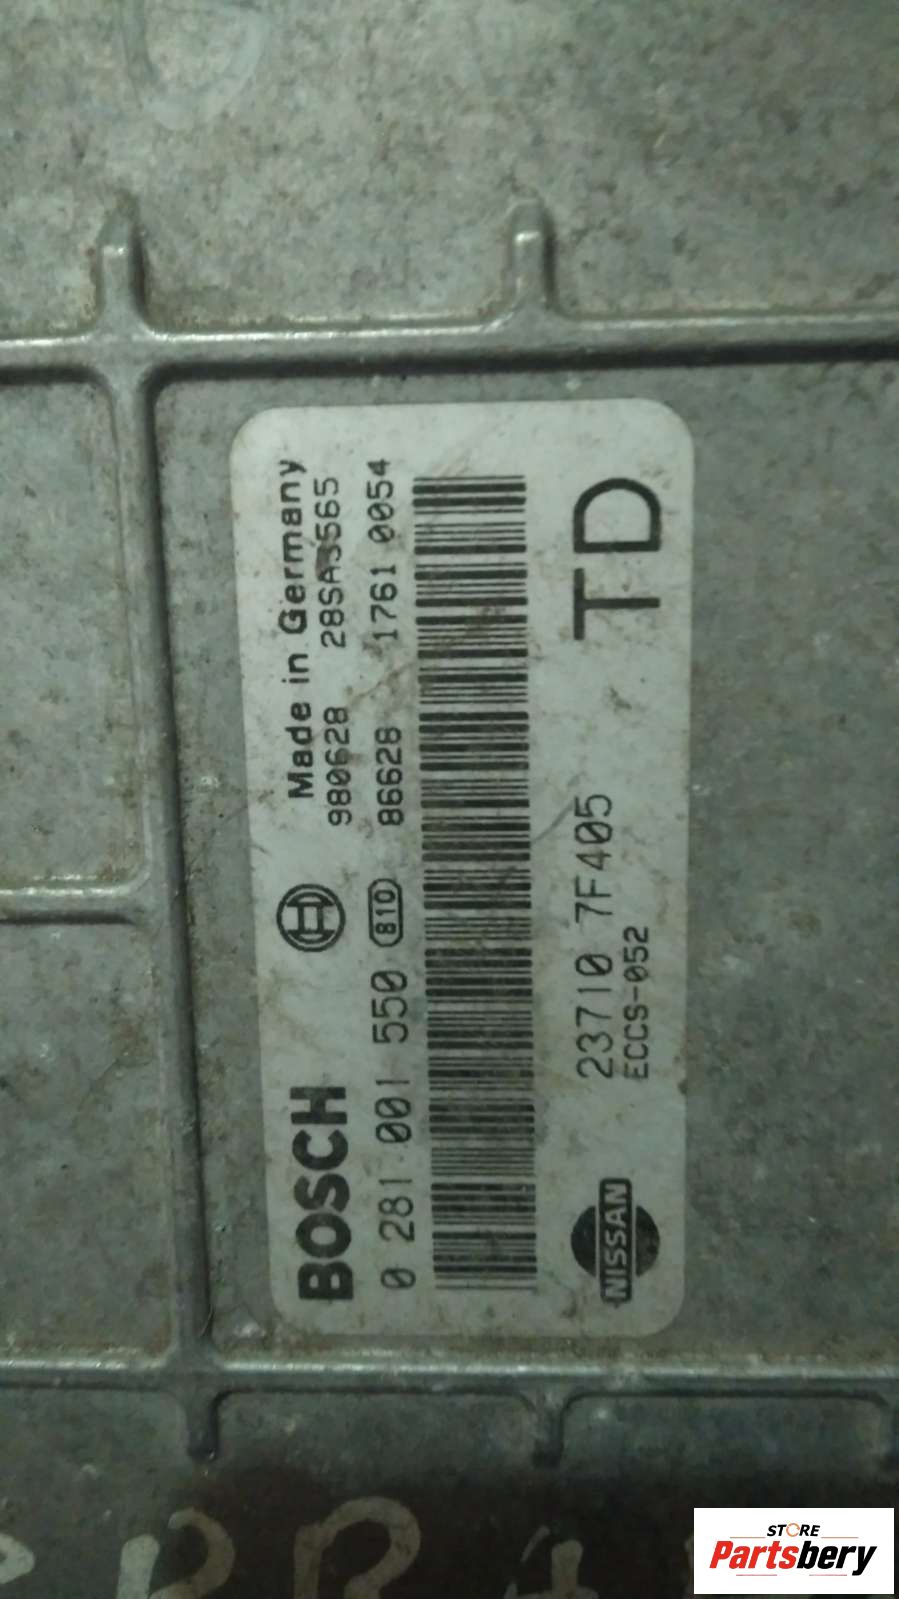 BOSCH
Made in Germany
980628 28SA3565
0 281 001 550 810 86628 1761 0054
NISSAN
23710 7F405
ECCS-052
TD
STORE
Partsbery